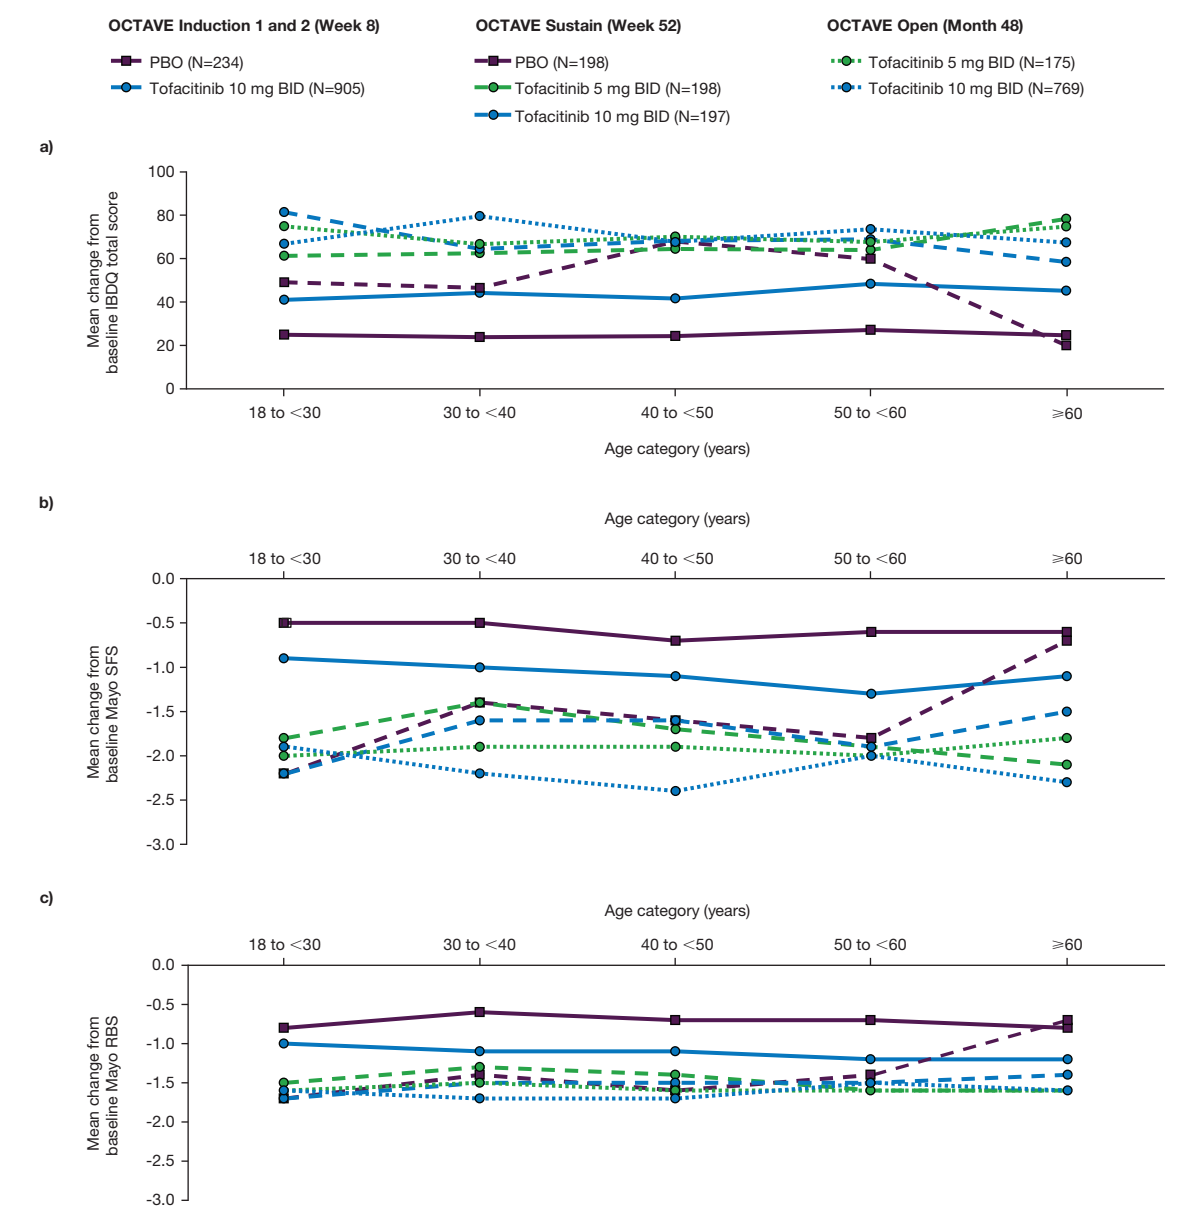 OCTAVE Induction 1 and 2 (Week 8)
PBO (N=234)
Tofacitinib 10 mg BID (N=905)
OCTAVE Sustain (Week 52)
PBO (N=198)
Tofacitinib 5 mg BID (N=198)
Tofacitinib 10 mg BID (N=197)
OCTAVE Open (Month 48)
Tofacitinib 5 mg BID (N=175)
Tofacitinib 10 mg BID (N=769)
a)
Mean change from
baseline IBDQ total score
100
80
60
40
20
0
18 to <30
30 to <40
40 to <50
50 to <60
⩾60
Age category (years)
b)
Age category (years)
18 to <30
30 to <40
40 to <50
50 to <60
⩾60
Mean change from
baseline Mayo SFS
0.0
-0.5
-1.0
-1.5
-2.0
-2.5
-3.0
c)
Age category (years)
18 to <30
30 to <40
40 to <50
50 to <60
⩾60
Mean change from
baseline Mayo RBS
0.0
-0.5
-1.0
-1.5
-2.0
-2.5
-3.0